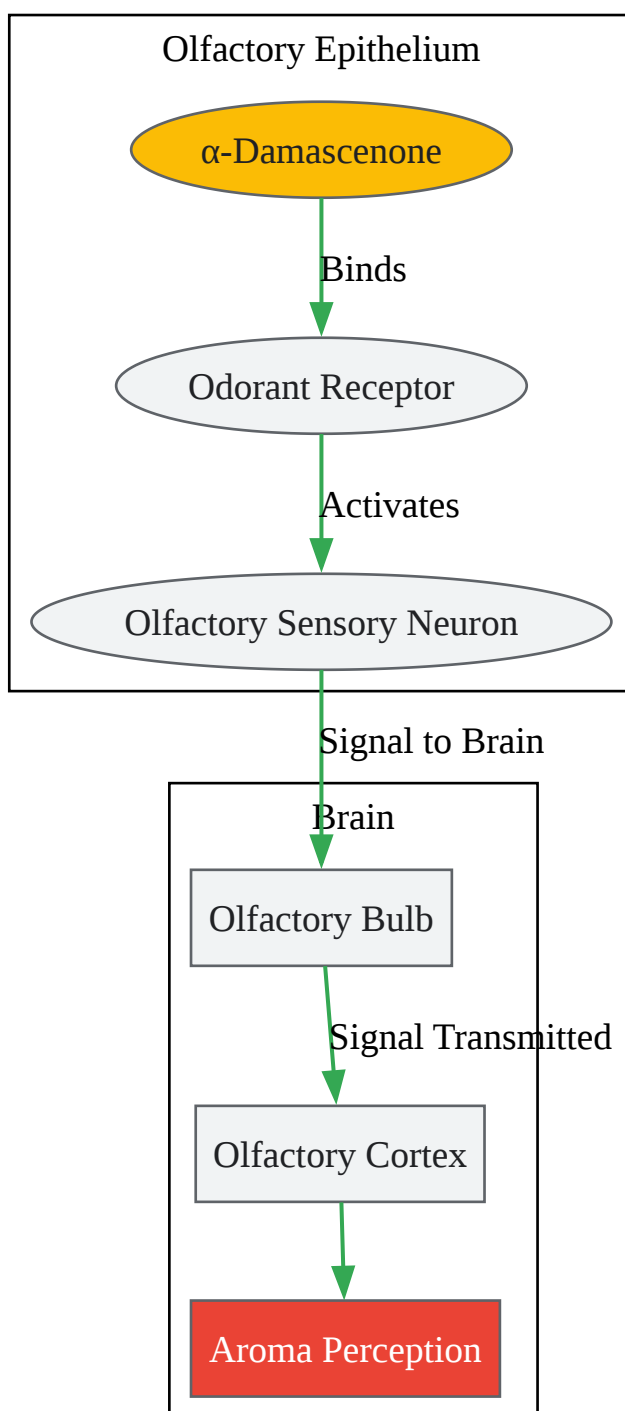 Olfactory Epithelium
α-Damascenone
Binds
Odorant Receptor
Activates
Olfactory Sensory Neuron
Signal to Brain
Brain
Olfactory Bulb
Signal Transmitted
Olfactory Cortex
Aroma Perception